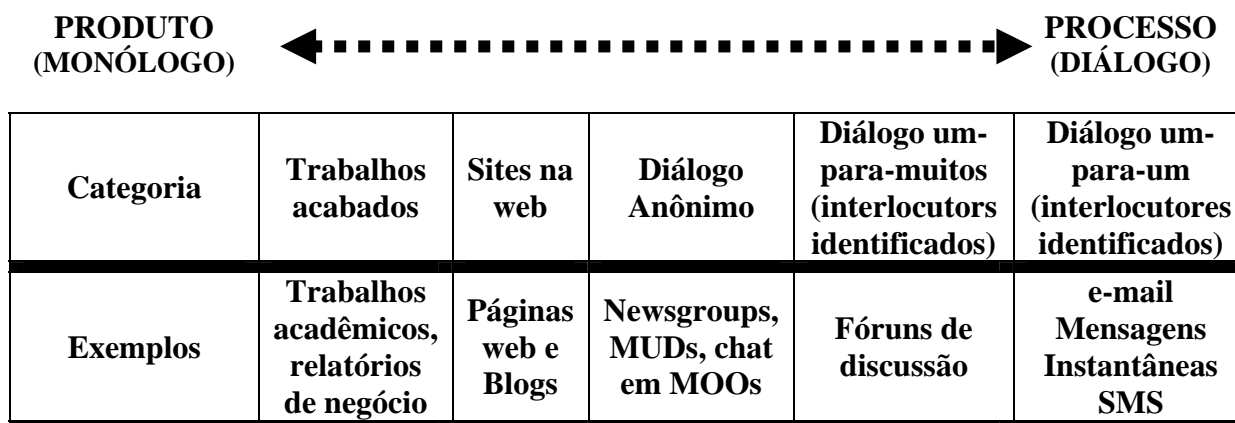 PRODUTO
(MONÓLOGO)
PROCESSO
(DIÁLOGO)
Categoria
Trabalhos
acabados
Sites na
web
Diálogo
Anônimo
Diálogo um-
para-muitos
(interlocutors
identificados)
Diálogo um-
para-um
(interlocutores
identificados)
Exemplos
Trabalhos
acadêmicos,
relatórios
de negócio
Páginas
web e
Blogs
Newsgroups,
MUDs, chat
em MOOs
Fóruns de
discussão
e-mail
Mensagens
Instantâneas
SMS